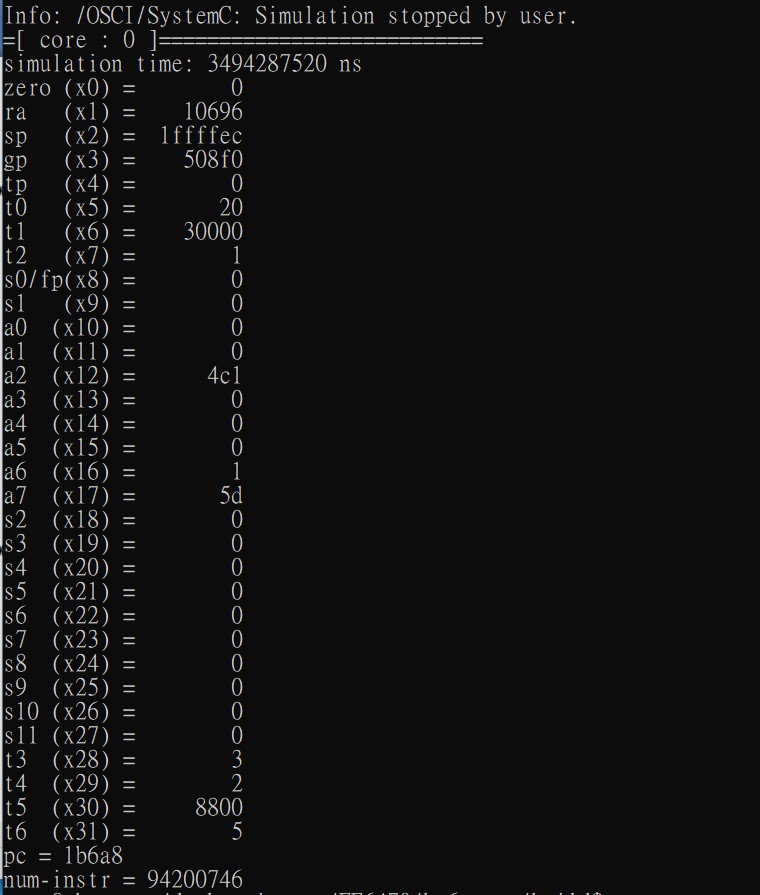 Info: /OSCI/SystemC: Simulation stopped by user.
=[ core : 0 ]===========================
simulation time: 3494287520 ns
zero (x0) =        0
ra   (x1) =    10696
sp   (x2) =  1ffffec
gp   (x3) =    508f0
tp   (x4) =        0
t0   (x5) =       20
t1   (x6) =    30000
t2   (x7) =        1
s0/fp(x8) =        0
s1   (x9) =        0
a0  (x10) =        0
a1  (x11) =        0
a2  (x12) =      4c1
a3  (x13) =        0
a4  (x14) =        0
a5  (x15) =        0
a6  (x16) =        1
a7  (x17) =       5d
s2  (x18) =        0
s3  (x19) =        0
s4  (x20) =        0
s5  (x21) =        0
s6  (x22) =        0
s7  (x23) =        0
s8  (x24) =        0
s9  (x25) =        0
s10 (x26) =        0
s11 (x27) =        0
t3  (x28) =        3
t4  (x29) =        2
t5  (x30) =     8800
t6  (x31) =        5
pc = 1b6a8
num-instr = 94200746